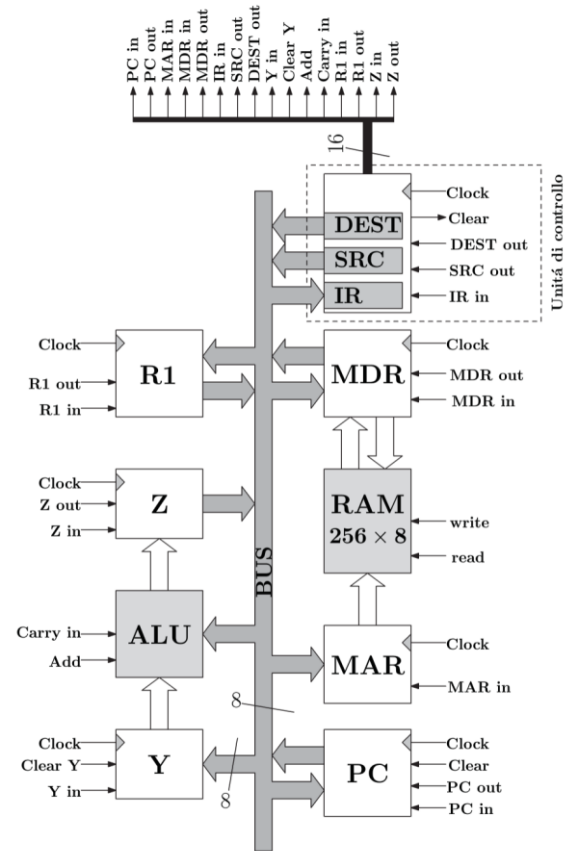 PC in
PC out
MAR in
MDR in
MDR out
IR in
SRC out
DEST out
Y in
Clear Y
Add
Carry in
R1 in
R1 out
Z in
Z out
16
Unitá di controllo
Clock
Clear
DEST
DEST out
SRC
SRC out
IR
IR in
Clock
R1
R1 out
R1 in
MDR
Clock
MDR out
MDR in
Clock
Z
Z out
Z in
RAM
256 × 8
write
read
BUS
Carry in
ALU
Add
MAR
Clock
MAR in
8
8
Clock
Y
Clear Y
Y in
PC
Clock
Clear
PC out
PC in